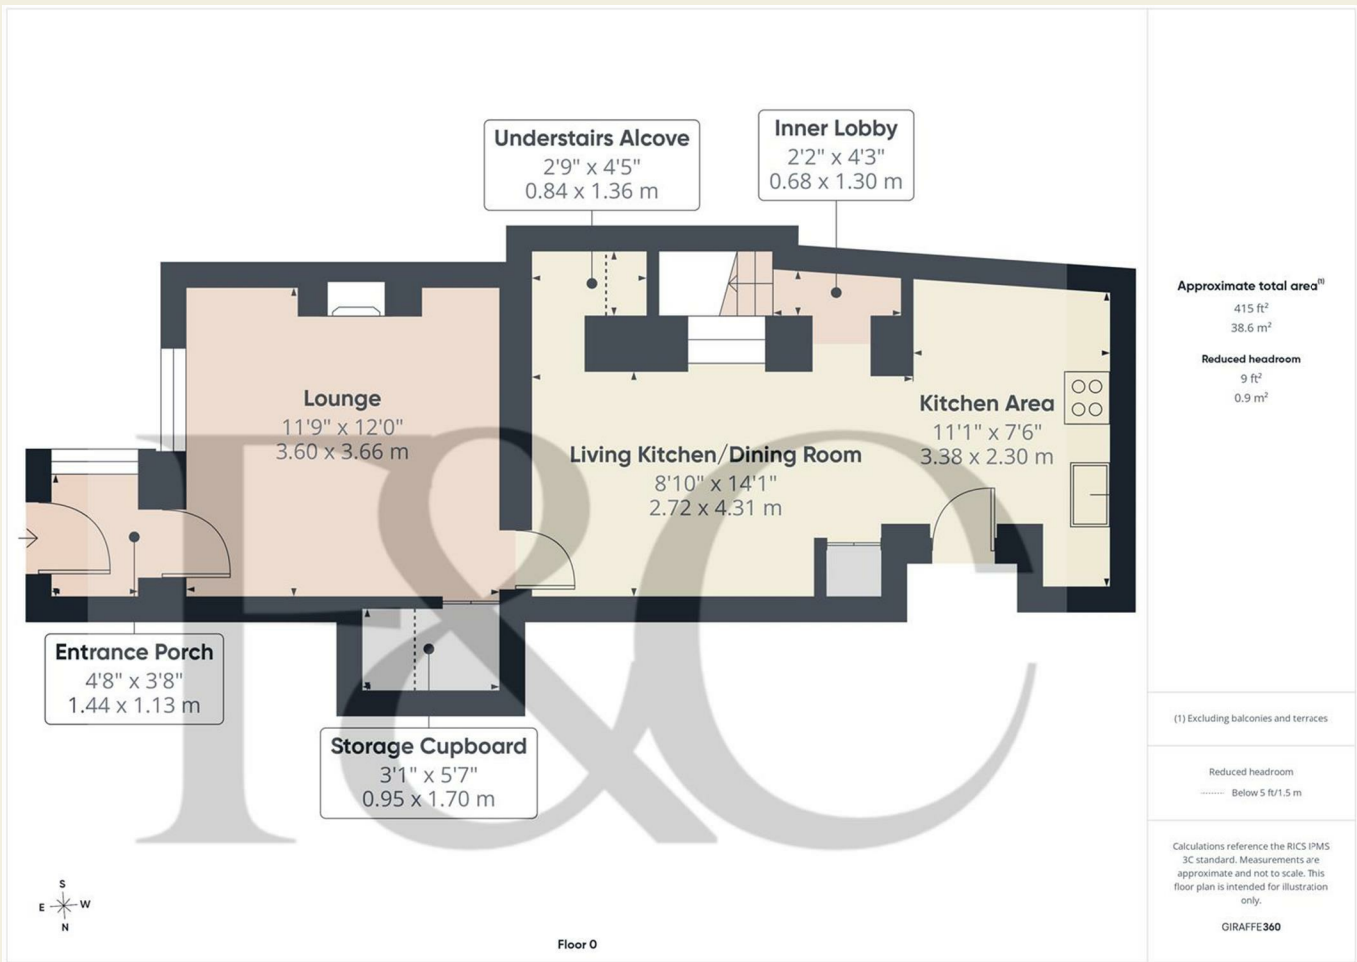 Understairs Alcove
2'9" x 4'5"
0.84 x 1.36 m
Inner Lobby
2'2" x 4'3"
0.68 x 1.30 m
Lounge
11'9" x 12'0"
3.60 x 3.66 m
Living Kitchen/Dining Room
8'10" x 14'1"
2.72 x 4.31 m
Kitchen Area
11'1" x 7'6"
3.38 x 2.30 m
Entrance Porch
4'8" x 3'8"
1.44 x 1.13 m
Storage Cupboard
3'1" x 5'7"
0.95 x 1.70 m
F&C
S
E W
N
Floor 0
Approximate total area(1)
415 ft²
38.6 m²
Reduced headroom
9 ft²
0.9 m²
(1) Excluding balconies and terraces
Reduced headroom
Below 5 ft/1.5 m
Calculations reference the RICS IPMS
3C standard. Measurements are
approximate and not to scale. This
floor plan is intended for illustration
only.
GIRAFFE360